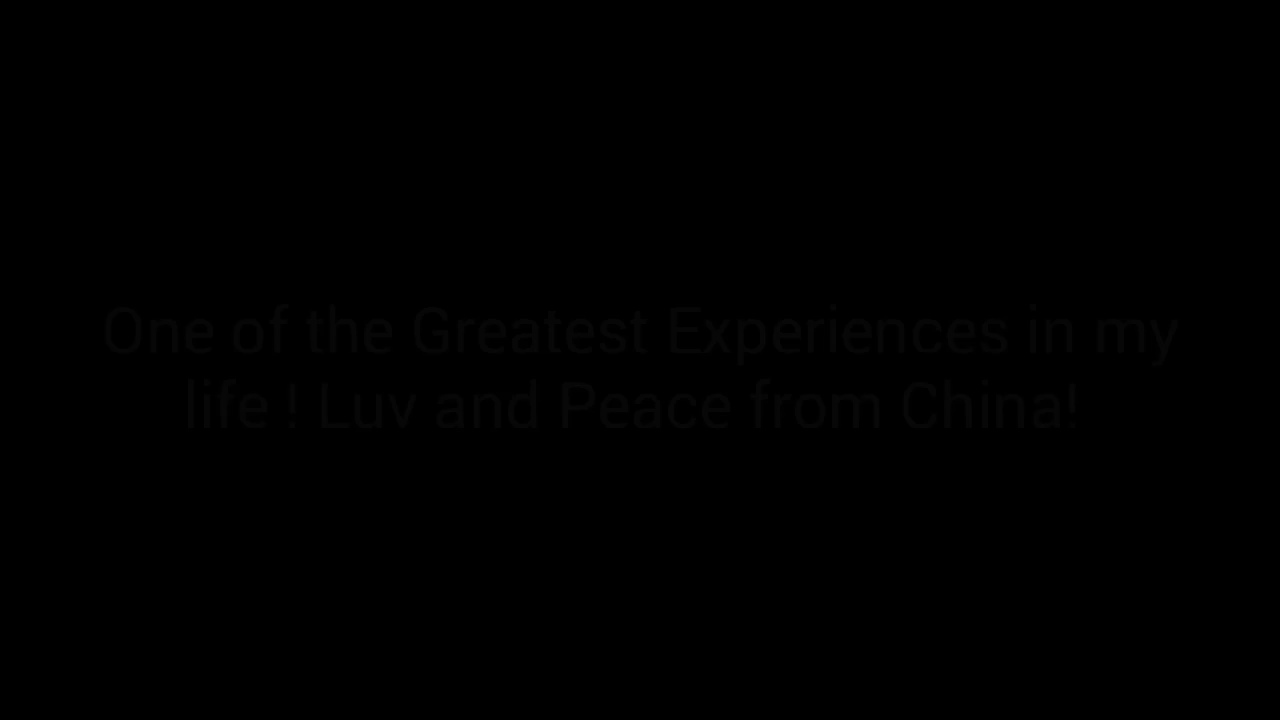 One of the Greatest Experiences in my
life ! Luv and Peace from China!